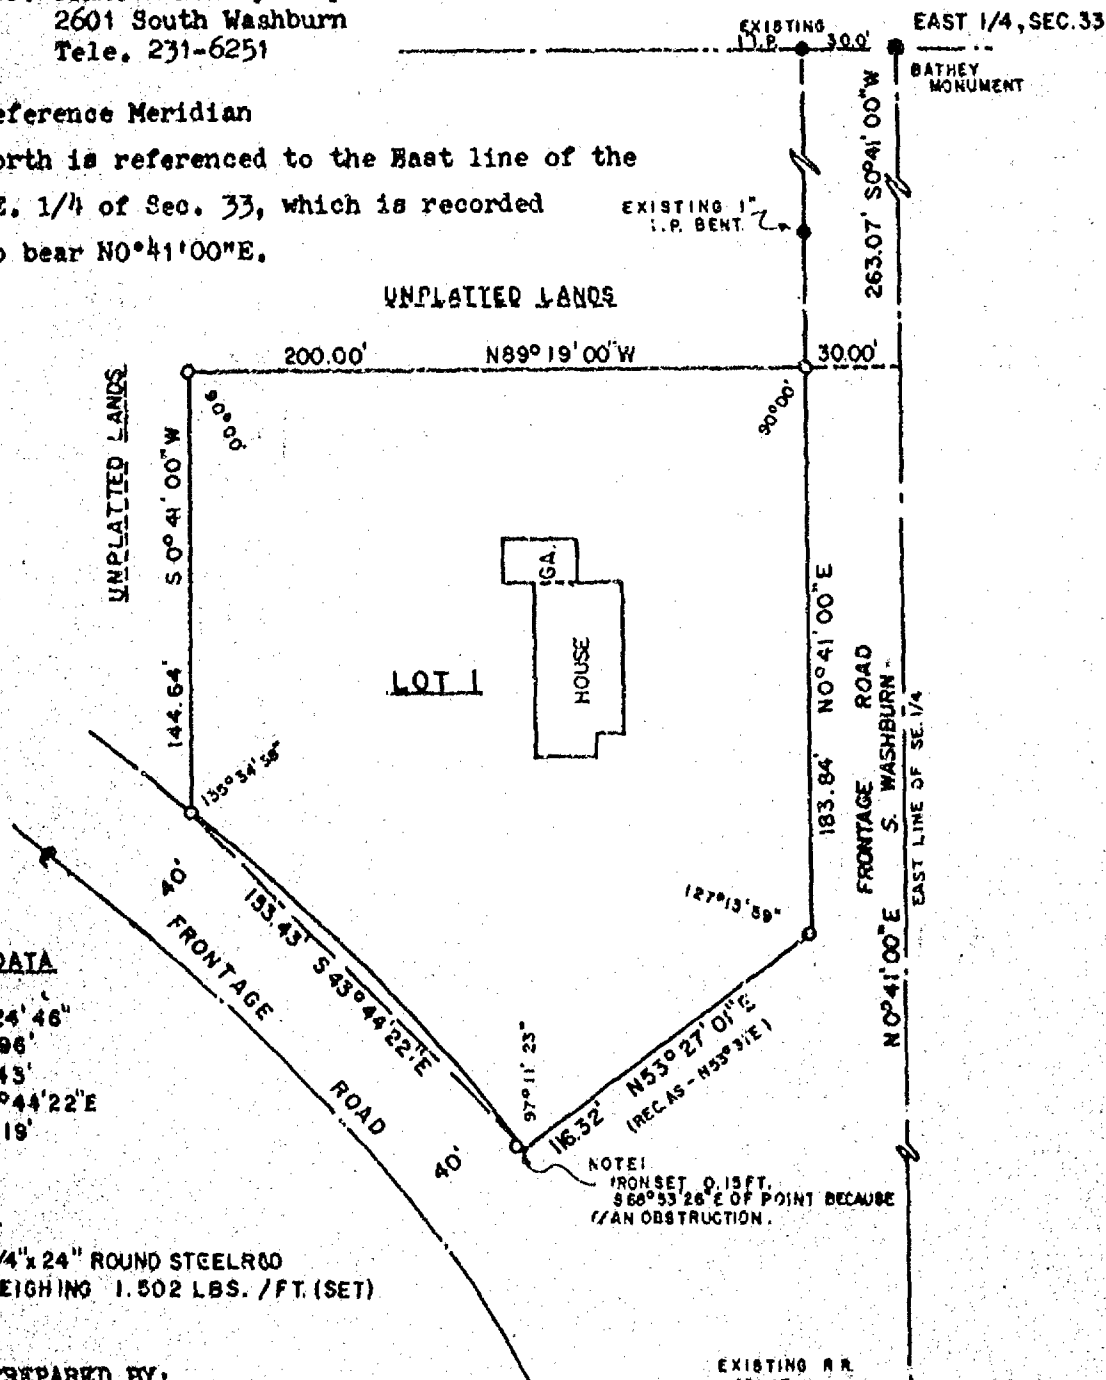 2601 South Washburn
Tele. 231-6251
eference Meridian
orth is referenced to the East line of the
E. 1/4 of Sec. 33, which is recorded
o bear N0°41'00"E.
EXISTING
1" I.P.
30.0'
EAST 1/4, SEC. 33
BATHEY
MONUMENT
263.07' S0°41'00"W
EXISTING 1"
I.P. BENT
UNPLATTED LANDS
200.00'
N89°19'00"W
30.00'
UNPLATTED LANDS
90°00'
90°00'
144.64' S0°41'00"W
GA.
HOUSE
LOT 1
183.84' N0°41'00"E
FRONTAGE ROAD
S. WASHBURN
EAST LINE OF SE. 1/4
N0°41'00"E
135°34'38"
127°13'59"
40'
153.43' S43°44'22"E
FRONTAGE ROAD
40'
97°11'23"
116.32' N53°27'01"E
(REC. AS - N53°31'E)
DATA
24'46"
96'
43'
°44'22"E
19'
NOTE:
IRON SET 0.15 FT.
S68°53'26"E OF POINT BECAUSE
AN OBSTRUCTION.
/4" x 24" ROUND STEEL ROD
EIGHING 1.502 LBS./FT. (SET)
REPARED BY:
EXISTING R.R.